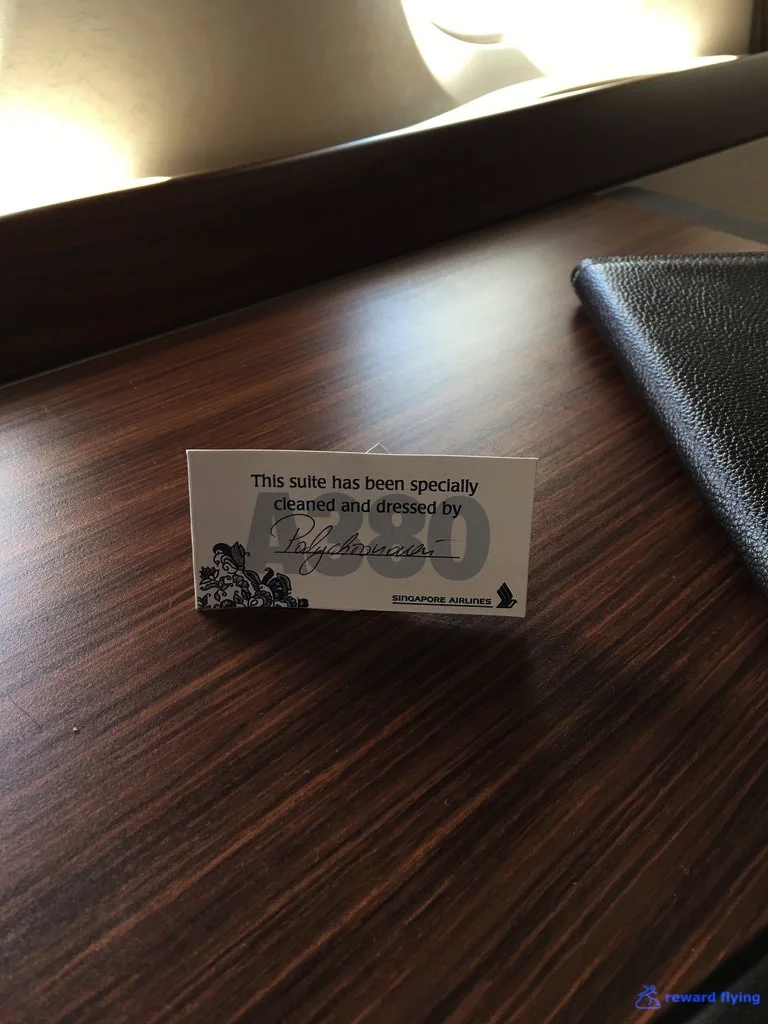 This suite has been specially
cleaned and dressed by
A380
SINGAPORE AIRLINES
reward flying